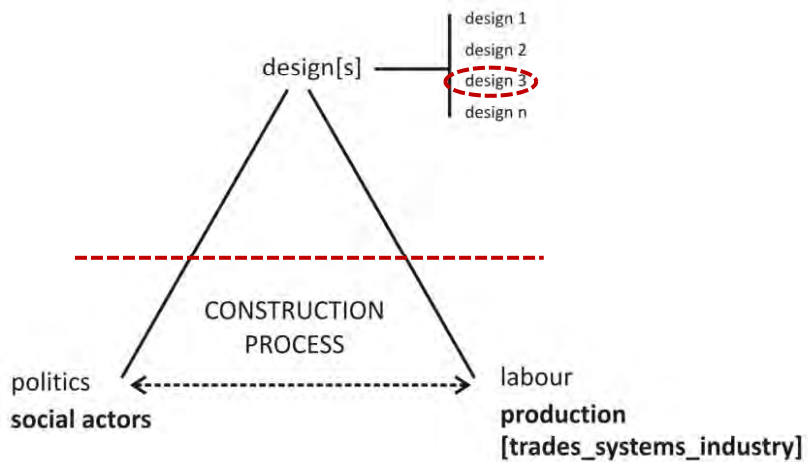 design 1
design 2
design[s]
design 3
design n
CONSTRUCTION
PROCESS
politics
social actors
labour
production
[trades_systems_industry]